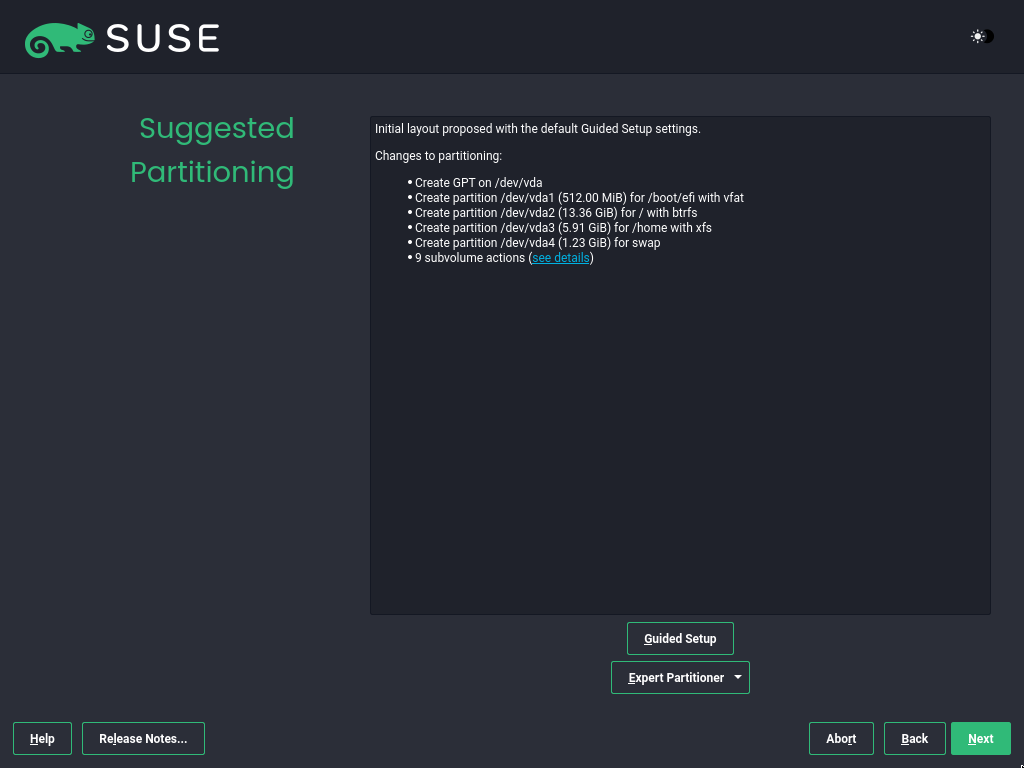 SUSE
Suggested
Partitioning
Initial layout proposed with the default Guided Setup settings.
Changes to partitioning:
• Create GPT on /dev/vda
• Create partition /dev/vda1 (512.00 MiB) for /boot/efi with vfat
• Create partition /dev/vda2 (13.36 GiB) for / with btrfs
• Create partition /dev/vda3 (5.91 GiB) for /home with xfs
• Create partition /dev/vda4 (1.23 GiB) for swap
• 9 subvolume actions (see details)
Guided Setup
Expert Partitioner
Help Release Notes... Abort Back Next